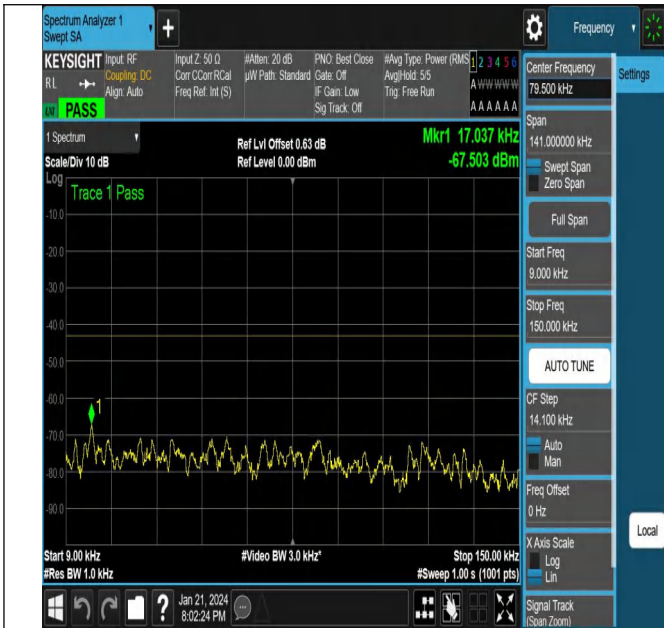 Spectrum Analyzer 1
Swept SA
+
Frequency
KEYSIGHT
RL
PASS
Input: RF
Coupling: DC
Align: Auto
Input Z: 50 Ω
Corr CCorr RCal
Freq Ref: Int (S)
#Atten: 20 dB
µW Path: Standard
PNO: Best Close
Gate: Off
IF Gain: Low
Sig Track: Off
#Avg Type: Power (RMS
Avg|Hold: 5/5
Trig: Free Run
1 2 3 4 5 6
A W W W W W
A A A A A A
1 Spectrum
Scale/Div 10 dB
Ref Lvl Offset 0.63 dB
Ref Level 0.00 dBm
Mkr1 17.037 kHz
-67.503 dBm
Log
Trace 1 Pass
-10.0
-20.0
-30.0
-40.0
-50.0
-60.0
-70.0
-80.0
-90.0
1
Start 9.00 kHz
#Res BW 1.0 kHz
#Video BW 3.0 kHz*
Stop 150.00 kHz
#Sweep 1.00 s (1001 pts)
Center Frequency
79.500 kHz
Settings
Span
141.000000 kHz
Swept Span
Zero Span
Full Span
Start Freq
9.000 kHz
Stop Freq
150.000 kHz
AUTO TUNE
CF Step
14.100 kHz
Auto
Man
Freq Offset
0 Hz
X Axis Scale
Log
Lin
Local
Signal Track
(Span Zoom)
?
Jan 21, 2024
8:02:24 PM